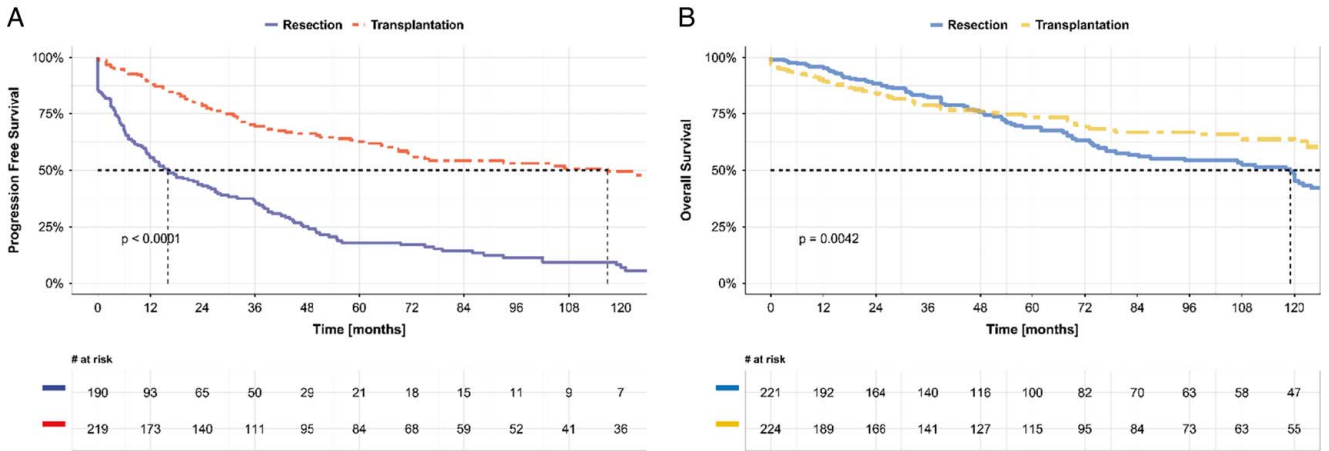 A
Resection Transplantation
Progression Free Survival
100%
75%
50%
25%
0%
p < 0.0001
0 12 24 36 48 60 72 84 96 108 120
Time [months]
# at risk
190 93 65 50 29 21 18 15 11 9 7
219 173 140 111 95 84 68 59 52 41 36
B
Resection Transplantation
Overall Survival
100%
75%
50%
25%
0%
p = 0.0042
0 12 24 36 48 60 72 84 96 108 120
Time [months]
# at risk
221 192 164 140 116 100 82 70 63 58 47
224 189 166 141 127 115 95 84 73 63 55